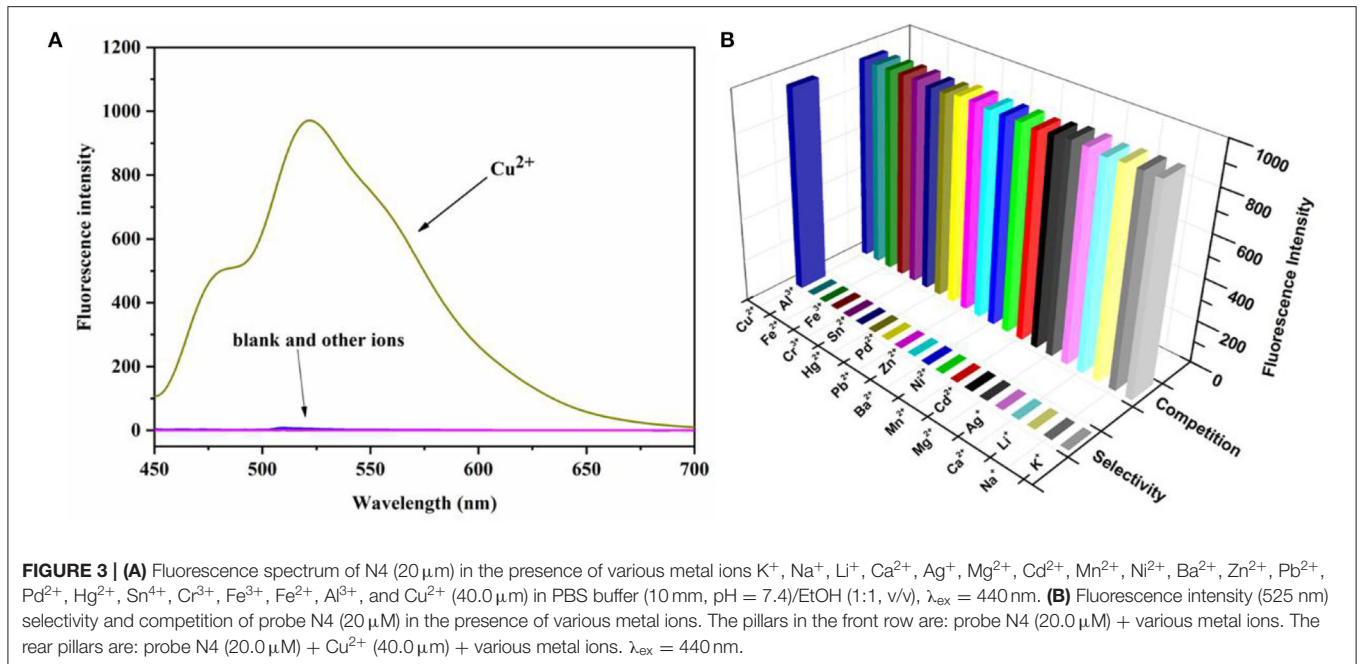 A
1200
1000
800
600
400
200
0
450
500
550
600
650
700
Fluorescence intensity
Wavelength (nm)
Cu²⁺
blank and other ions
B
1000
800
600
400
200
0
Fluorescence Intensity
Competition
Selectivity
Cu²⁺
Al³⁺
Fe²⁺
Fe³⁺
Cr³⁺
Sn²⁺
Hg²⁺
Pd²⁺
Pb²⁺
Zn²⁺
Ba²⁺
Ni²⁺
Mn²⁺
Cd²⁺
Mg²⁺
Ag⁺
Ca²⁺
Li⁺
Na⁺
K⁺
FIGURE 3 | (A) Fluorescence spectrum of N4 (20 μm) in the presence of various metal ions K⁺, Na⁺, Li⁺, Ca²⁺, Ag⁺, Mg²⁺, Cd²⁺, Mn²⁺, Ni²⁺, Ba²⁺, Zn²⁺, Pb²⁺,
Pd²⁺, Hg²⁺, Sn⁴⁺, Cr³⁺, Fe³⁺, Fe²⁺, Al³⁺, and Cu²⁺ (40.0 μm) in PBS buffer (10 mm, pH = 7.4)/EtOH (1:1, v/v), λex = 440 nm. (B) Fluorescence intensity (525 nm)
selectivity and competition of probe N4 (20 μM) in the presence of various metal ions. The pillars in the front row are: probe N4 (20.0 μM) + various metal ions. The
rear pillars are: probe N4 (20.0 μM) + Cu²⁺ (40.0 μm) + various metal ions. λex = 440 nm.